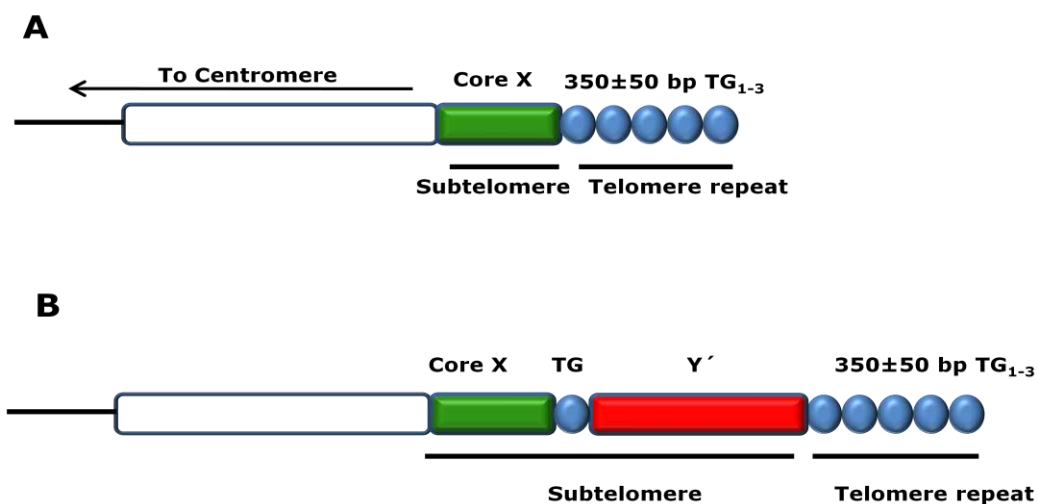 A
To Centromere
Core X
350±50 bp TG1-3
Subtelomere
Telomere repeat
B
Core X
TG
Y´
350±50 bp TG1-3
Subtelomere
Telomere repeat